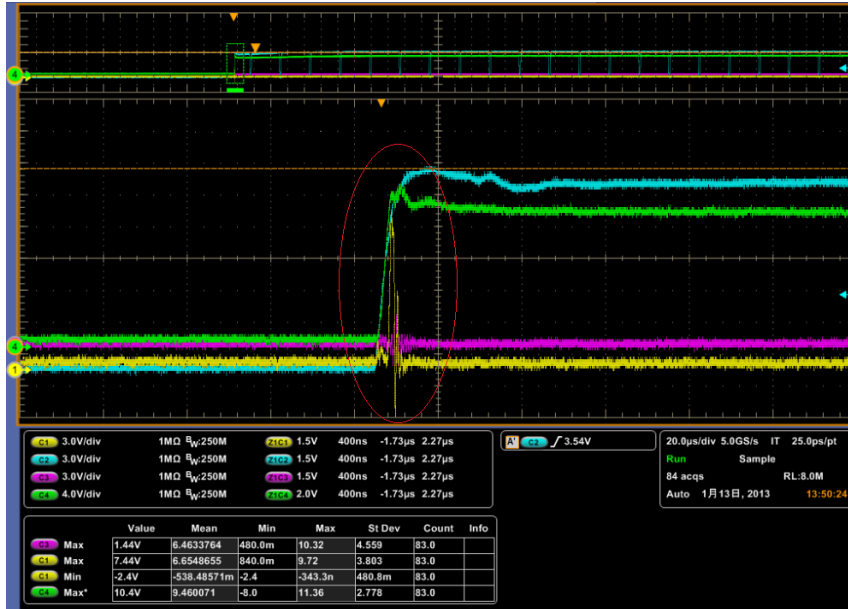 4
4
1
C1 3.0V/div 1MΩ BW:250M Z1C1 1.5V 400ns -1.73µs 2.27µs
C2 3.0V/div 1MΩ BW:250M Z1C2 1.5V 400ns -1.73µs 2.27µs
C3 3.0V/div 1MΩ BW:250M Z1C3 1.5V 400ns -1.73µs 2.27µs
C4 4.0V/div 1MΩ BW:250M Z1C4 2.0V 400ns -1.73µs 2.27µs
A' C2 3.54V
20.0µs/div 5.0GS/s IT 25.0ps/pt
Run Sample
84 acqs RL:8.0M
Auto 1月13日, 2013 13:50:24
Value Mean Min Max St Dev Count Info
C3 Max 1.44V 6.4633764 480.0m 10.32 4.559 83.0
C1 Max 7.44V 6.6548655 840.0m 9.72 3.803 83.0
C1 Min -2.4V -538.48571m -2.4 -343.3n 480.8m 83.0
C4 Max* 10.4V 9.460071 -8.0 11.36 2.778 83.0